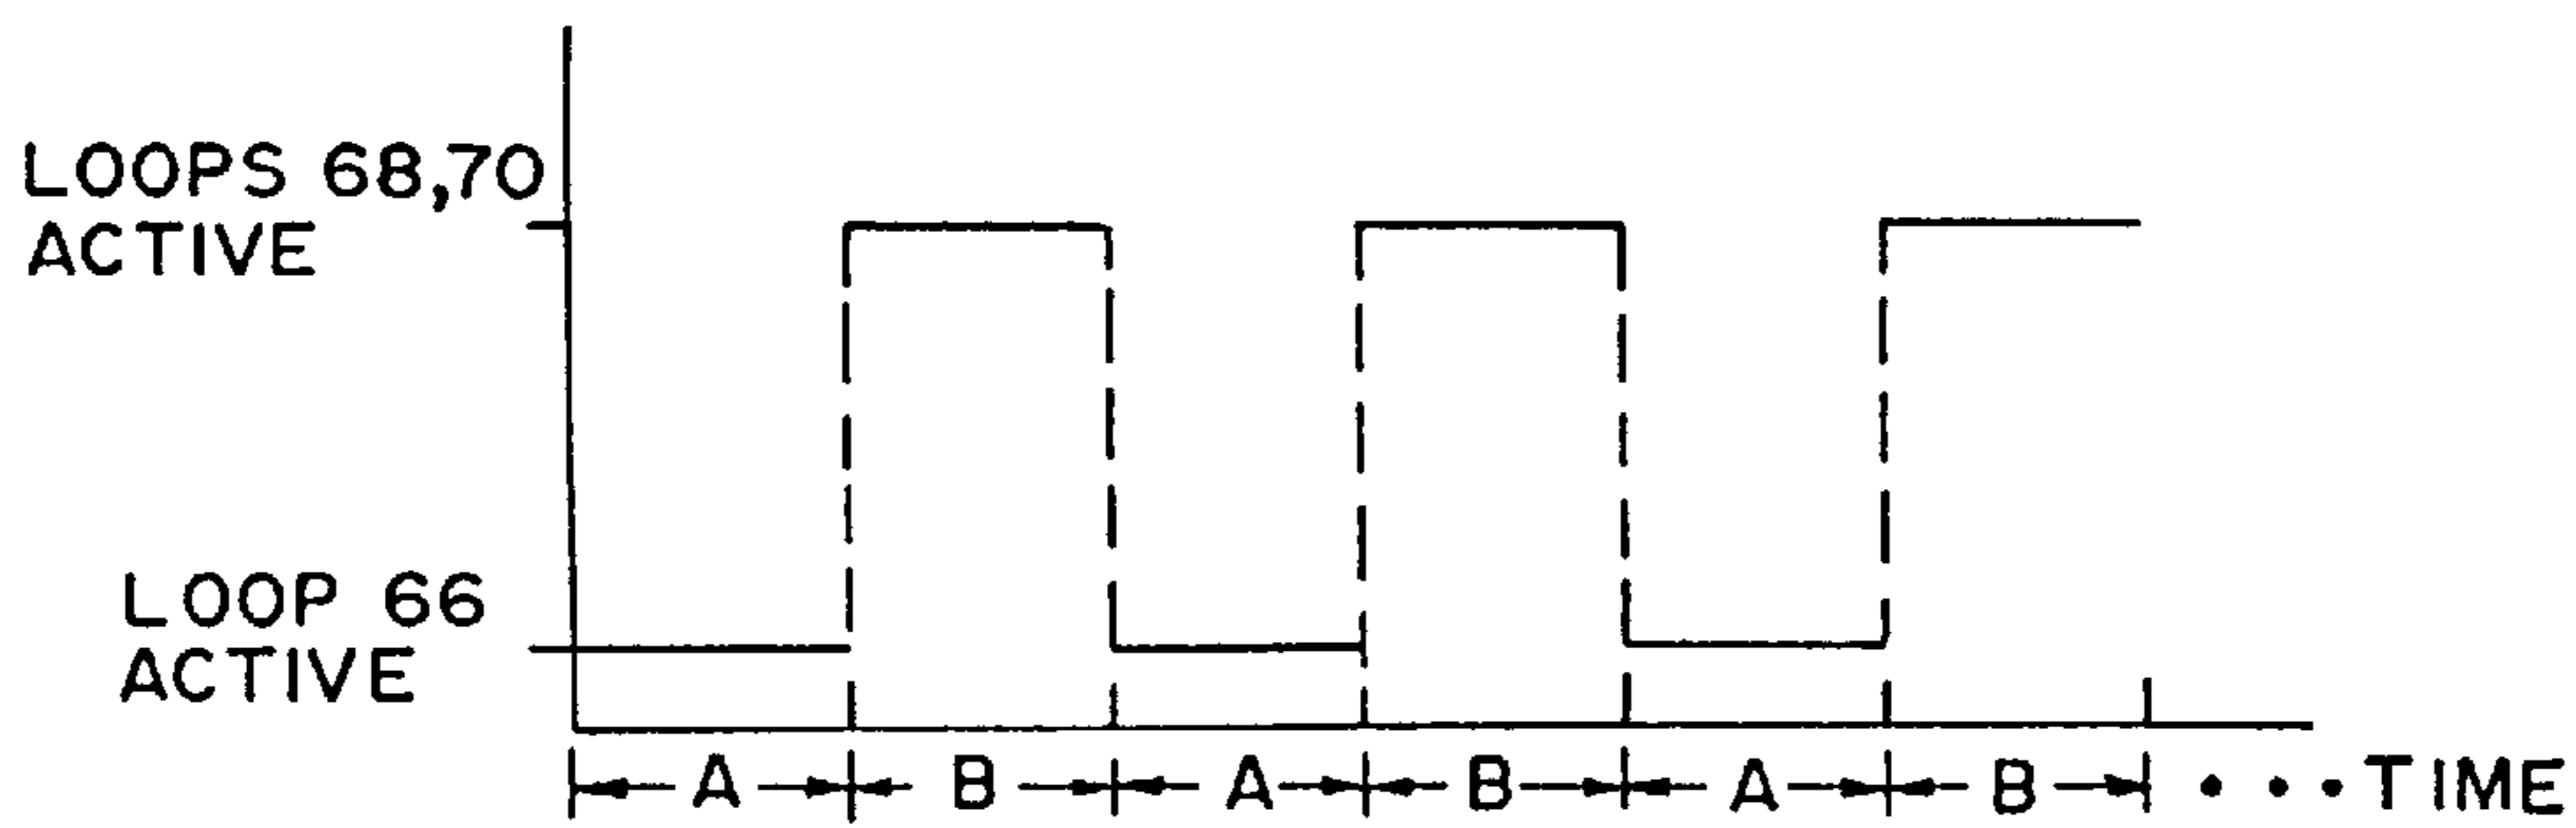 LOOPS 68,70
ACTIVE
LOOP 66
ACTIVE
A B A B A B • • • TIME